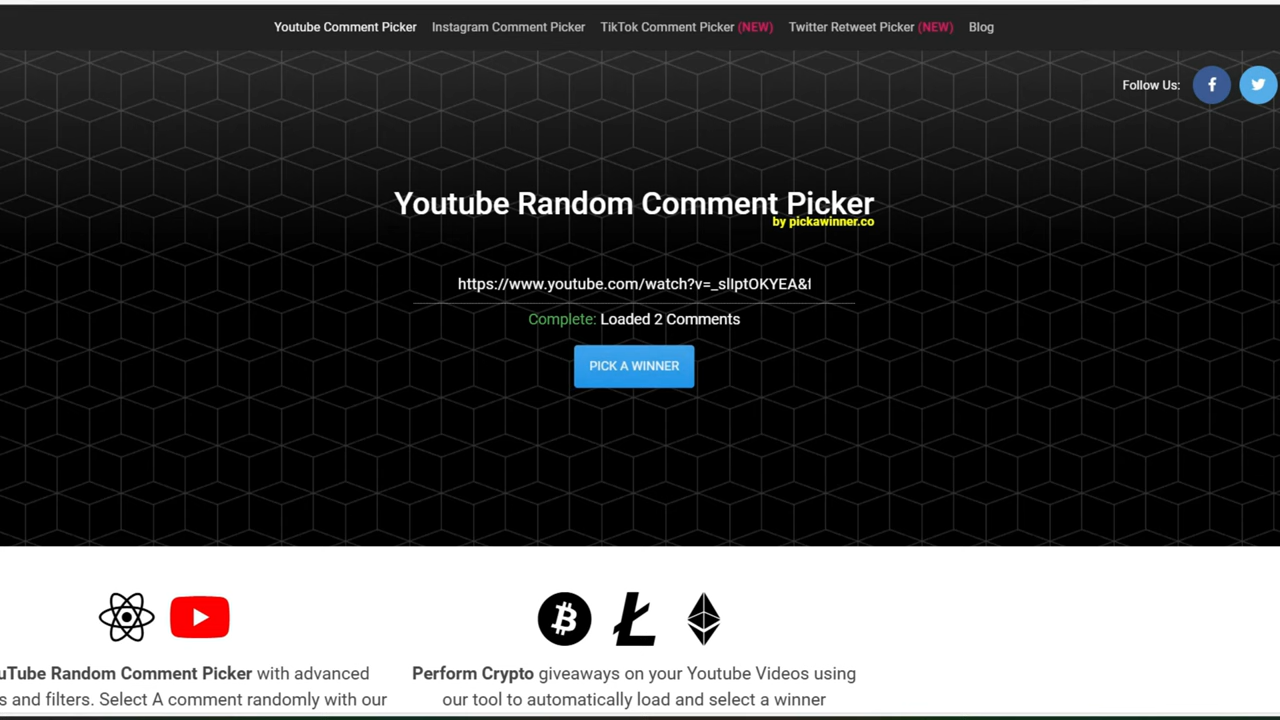 Youtube Comment Picker Instagram Comment Picker TikTok Comment Picker (NEW) Twitter Retweet Picker (NEW) Blog
Follow Us:
Youtube Random Comment Picker
by pickawinner.co
https://www.youtube.com/watch?v=_slIptOKYEA&f
Complete: Loaded 2 Comments
PICK A WINNER
uTube Random Comment Picker with advanced
s and filters. Select A comment randomly with our
Perform Crypto giveaways on your Youtube Videos using
our tool to automatically load and select a winner